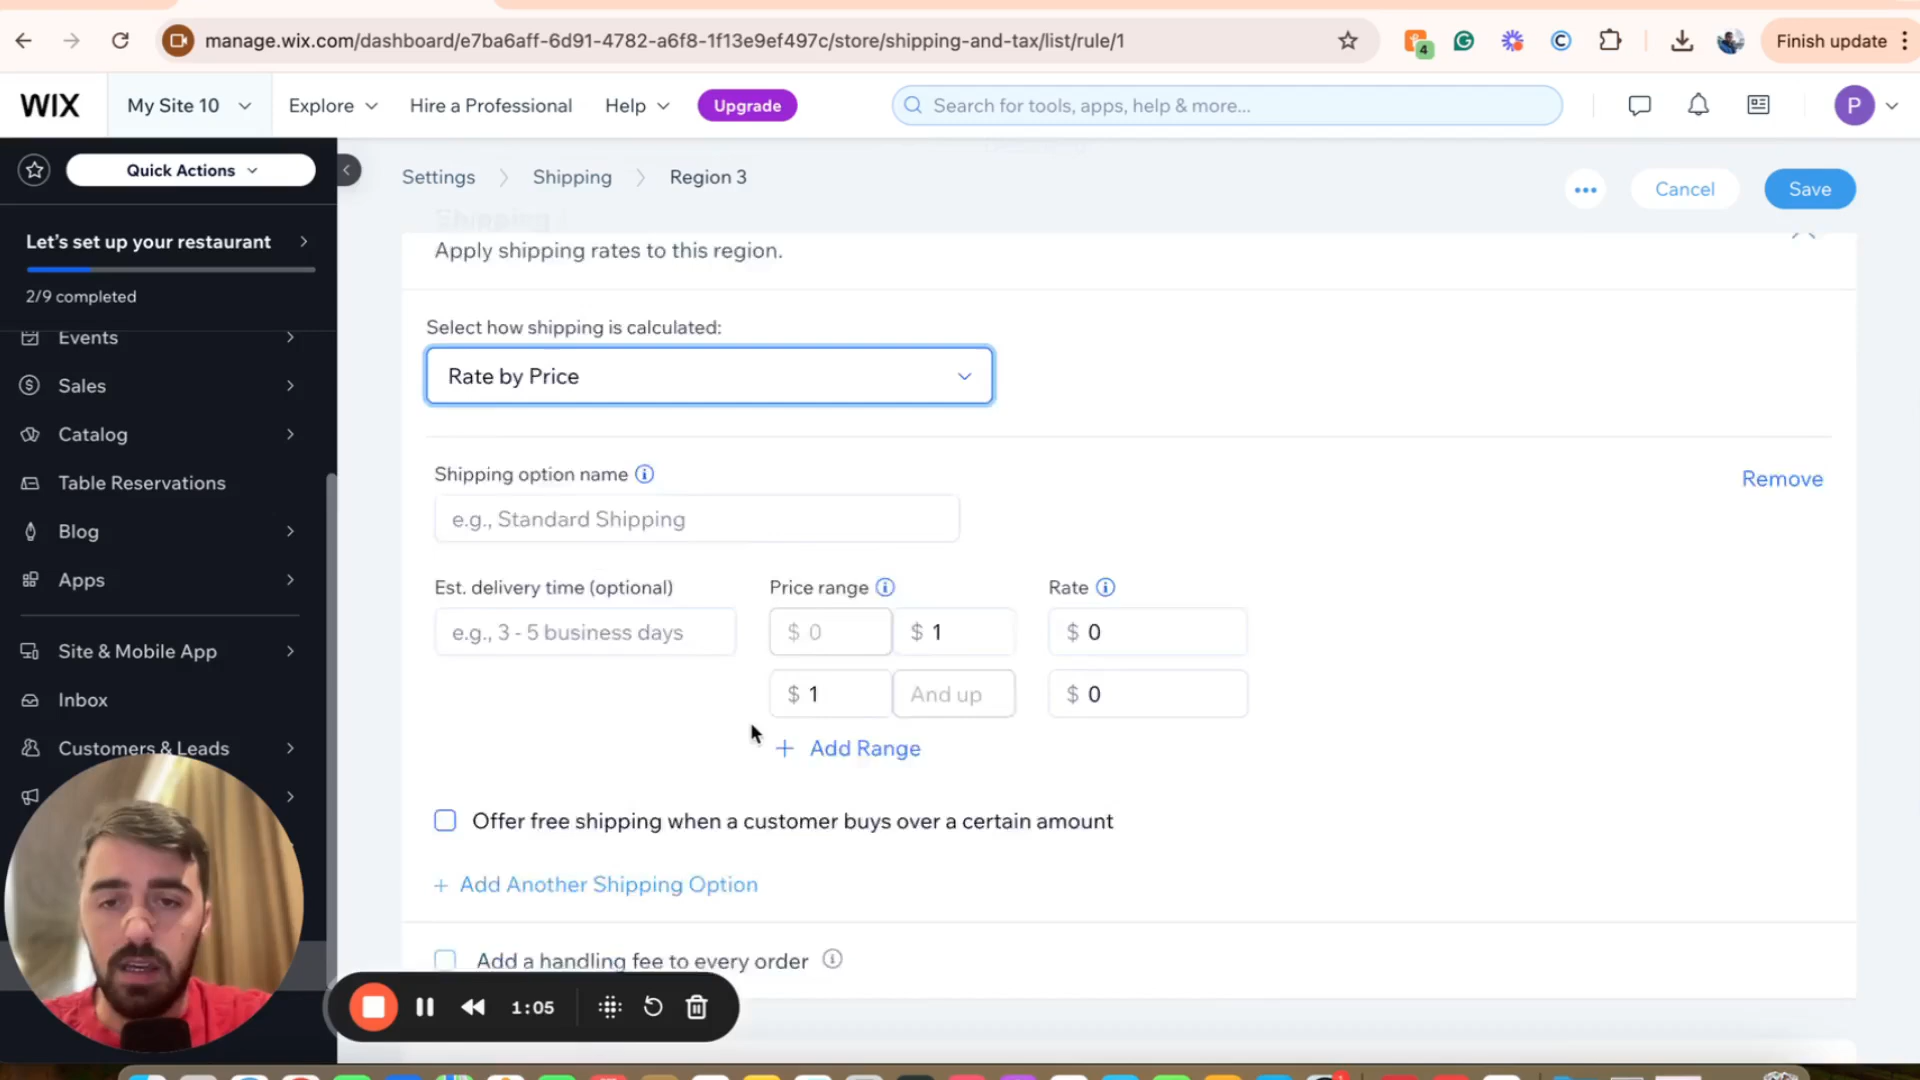 manage.wix.com/dashboard/e7ba6aff-6d91-4782-a6f8-1f13e9ef497c/store/shipping-and-tax/list/rule/1
4
Finish update
WIX
My Site 10
Explore
Hire a Professional
Help
Upgrade
Search for tools, apps, help & more...
P
Quick Actions
Settings
Shipping
Region 3
Cancel
Save
Let's set up your restaurant
2/9 completed
Events
Sales
Catalog
Table Reservations
Blog
Apps
Site & Mobile App
Inbox
Customers & Leads
Shipping
Apply shipping rates to this region.
Select how shipping is calculated:
Rate by Price
Shipping option name
Remove
e.g., Standard Shipping
Est. delivery time (optional)
Price range
Rate
e.g., 3 - 5 business days
$ 0
$ 1
$ 0
$ 1
And up
$ 0
+ Add Range
Offer free shipping when a customer buys over a certain amount
+ Add Another Shipping Option
Add a handling fee to every order
1:05